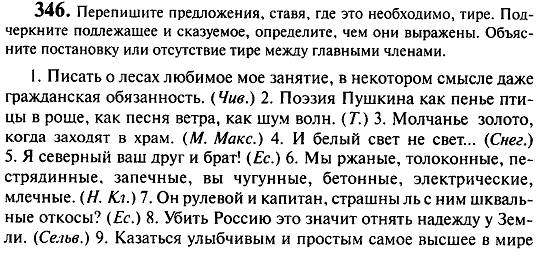 346. Перепишите предложения, ставя, где это необходимо, тире. Под-
черкните подлежащее и сказуемое, определите, чем они выражены. Объяс-
ните постановку или отсутствие тире между главными членами.
1. Писать о лесах любимое мое занятие, в некотором смысле даже
гражданская обязанность. (Чив.) 2. Поэзия Пушкина как пенье пти-
цы в роще, как песня ветра, как шум волн. (Т.) 3. Молчанье золото,
когда заходят в храм. (М. Макс.) 4. И белый свет не свет... (Снег.)
5. Я северный ваш друг и брат! (Ес.) 6. Мы ржаные, толоконные, пе-
стрядинные, запечные, вы чугунные, бетонные, электрические,
млечные. (Н. Кл.) 7. Он рулевой и капитан, страшны ль с ним шкваль-
ные откосы? (Ес.) 8. Убить Россию это значит отнять надежду у Зем-
ли. (Сельв.) 9. Казаться улыбчивым и простым самое высшее в мире